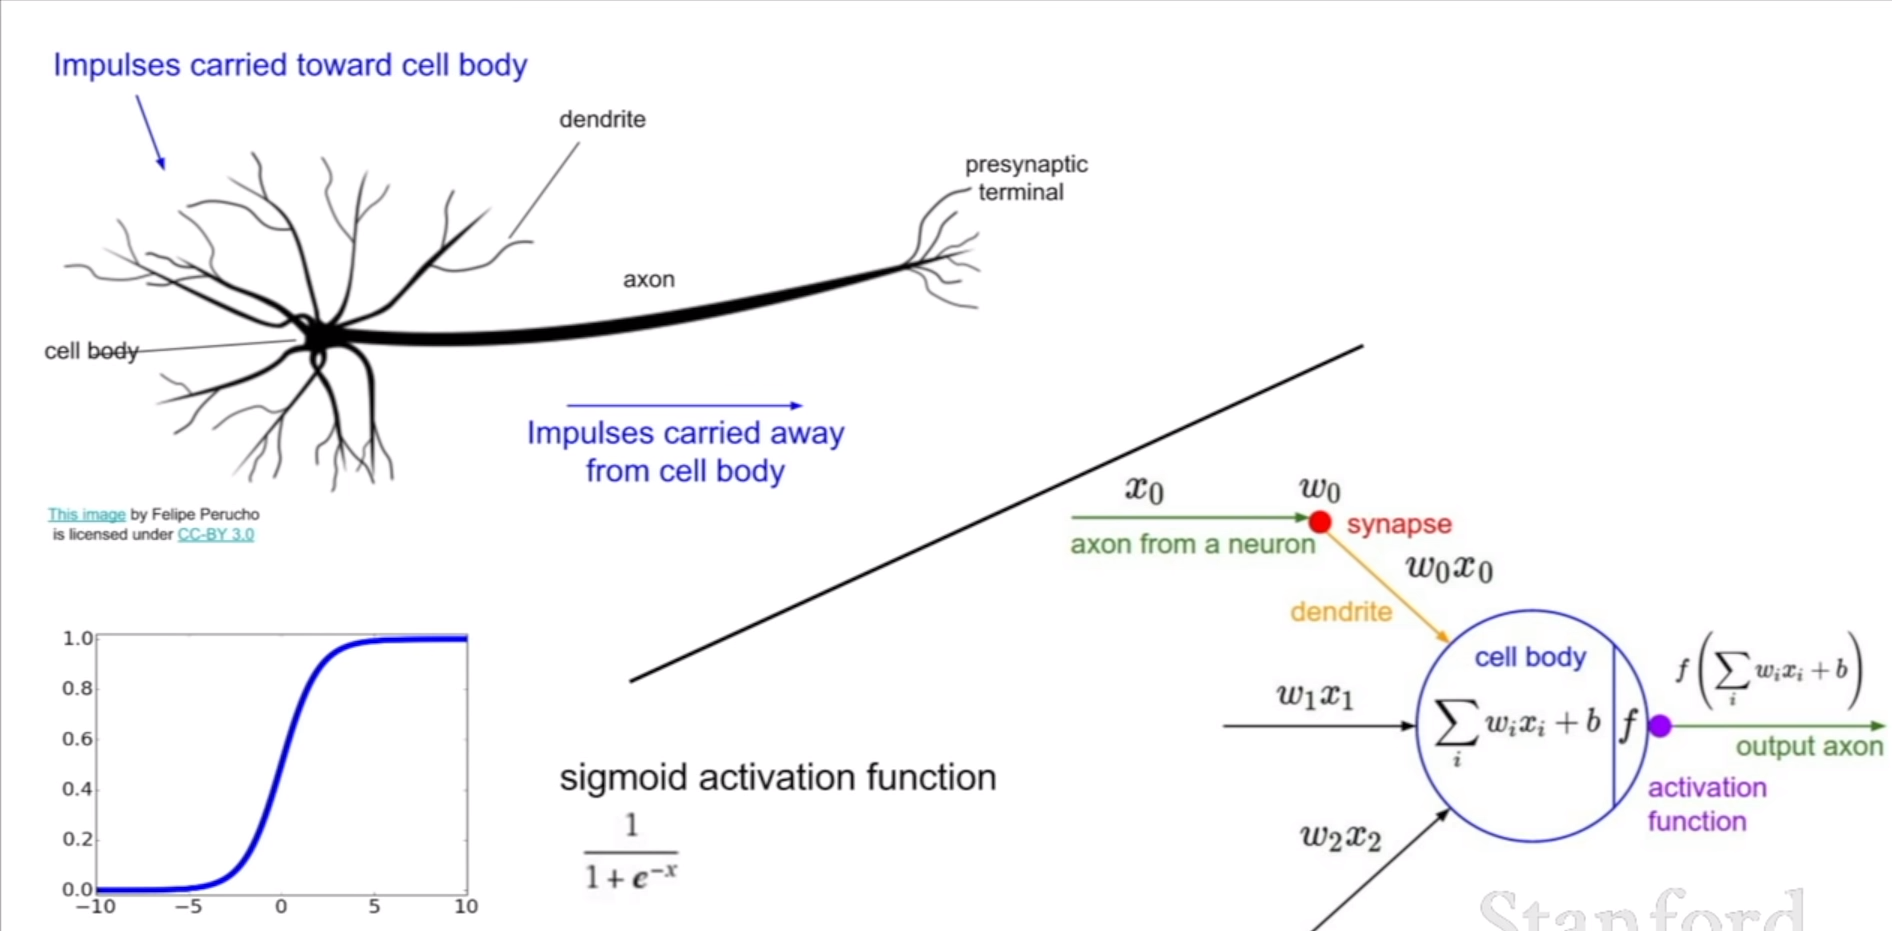 Impulses carried toward cell body
dendrite
presynaptic
terminal
axon
cell body
Impulses carried away
from cell body
This image by Felipe Perucho
is licensed under CC-BY 3.0
x₀
w₀
synapse
axon from a neuron
w₀x₀
dendrite
cell body
f(∑ᵢ wᵢxᵢ + b)
w₁x₁
∑ᵢ wᵢxᵢ + b
f
output axon
activation
function
w₂x₂
1.0
0.8
0.6
0.4
0.2
0.0
−10 −5 0 5 10
sigmoid activation function
1
1 + e⁻ˣ
Stanford